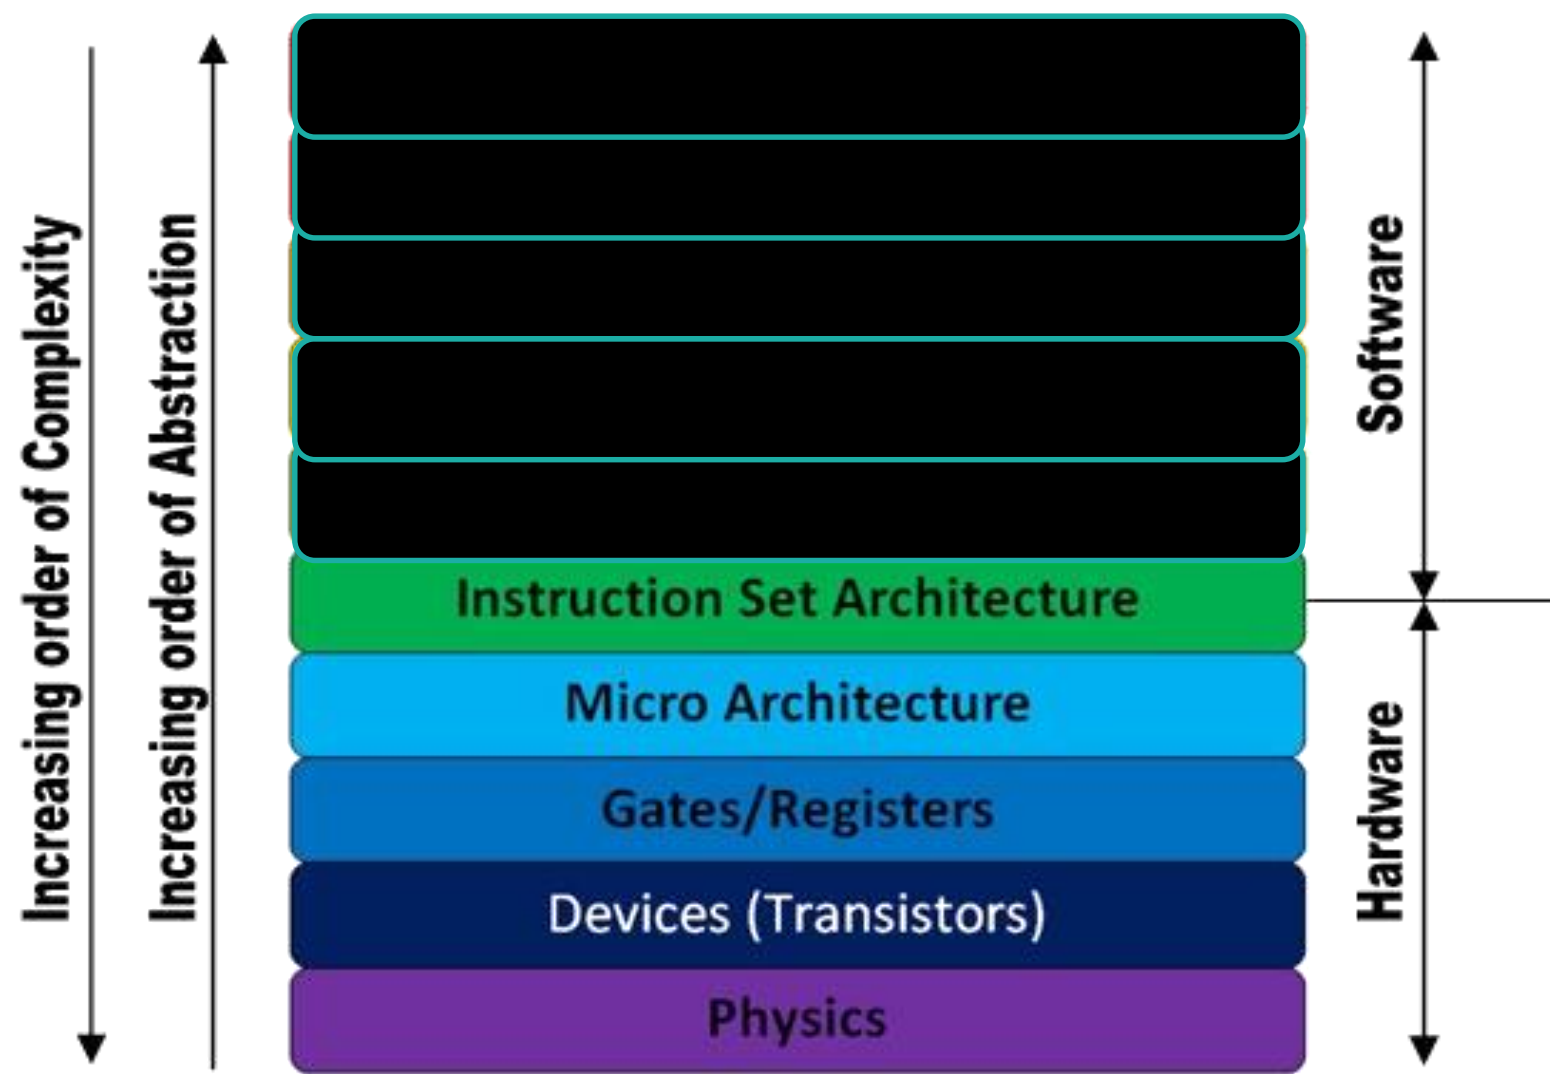 Increasing order of Complexity
Increasing order of Abstraction
Software
Instruction Set Architecture
Micro Architecture
Gates/Registers
Devices (Transistors)
Physics
Hardware